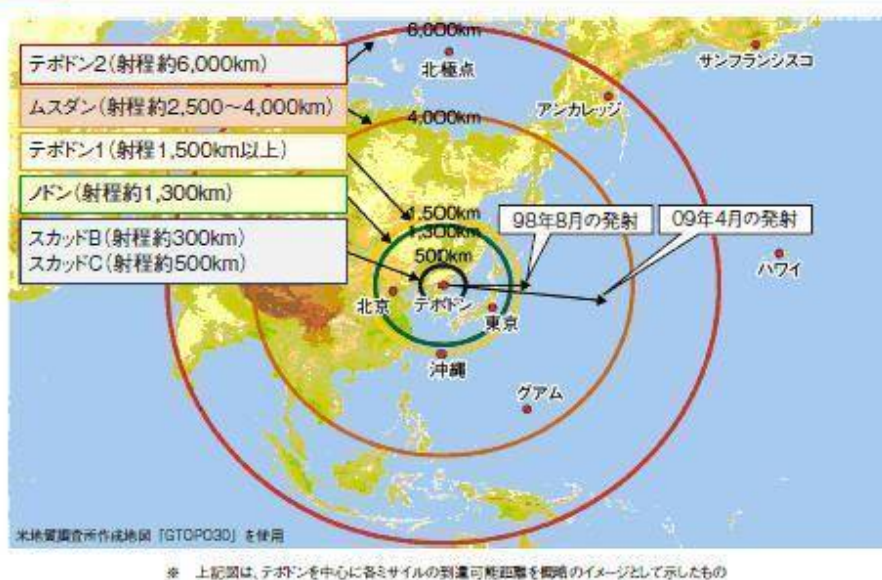 6,000km
北極点
サンフランシスコ
テポドン2(射程約6,000km)
アンカレッジ
ムスダン(射程約2,500～4,000km)
4,000km
テポドン1(射程1,500km以上)
ノドン(射程約1,300km)
1,500km
1,300km
98年8月の発射
09年4月の発射
スカッドB(射程約300km)
スカッドC(射程約500km)
500km
ハワイ
北京
テポドン
東京
沖縄
グアム
米地質調査所作成地図「GTOPO30」を使用
※ 上記図は、テポドンを中心に各ミサイルの到達可能距離を概略のイメージとして示したもの